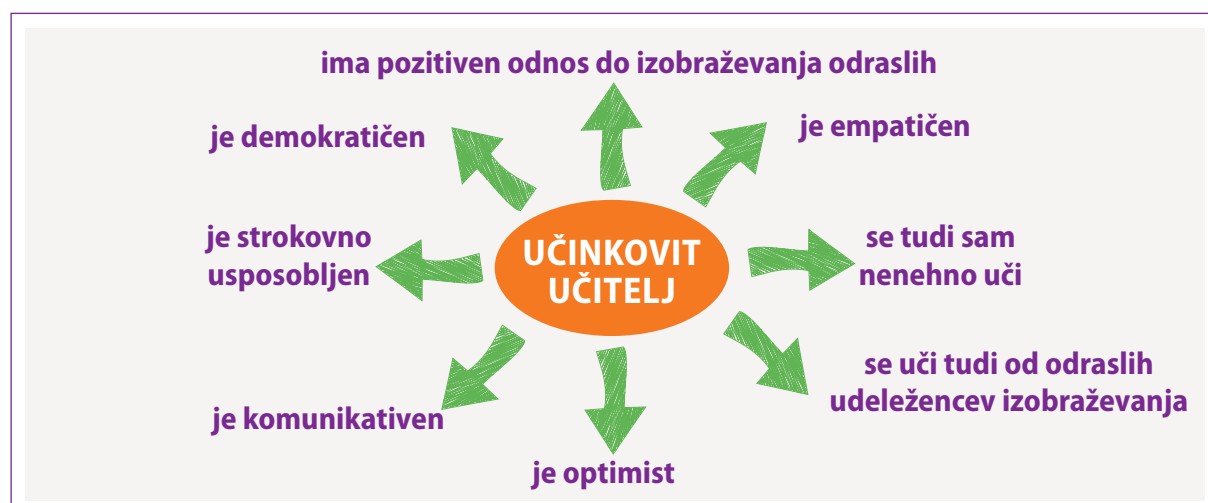 ima pozitiven odnos do izobraževanja odraslih
je demokratičen
je empatičen
je strokovno
usposobljen
UČINKOVIT
UČITELJ
se tudi sam
nenehno uči
se uči tudi od odraslih
udeležencev izobraževanja
je komunikativen
je optimist